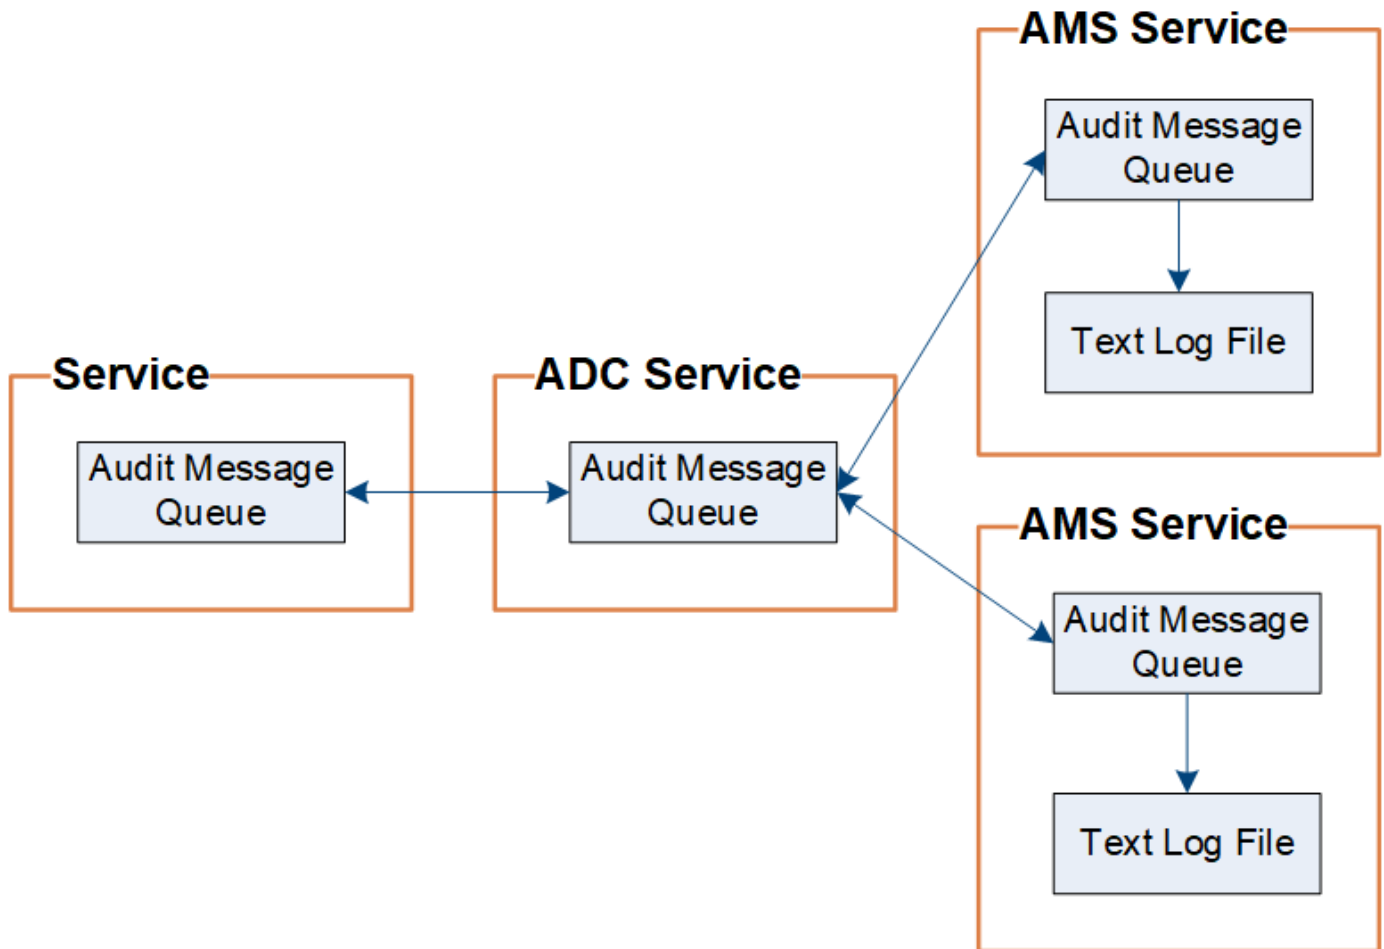 AMS Service
Audit Message
Queue
Text Log File
Service
Audit Message
Queue
ADC Service
Audit Message
Queue
AMS Service
Audit Message
Queue
Text Log File